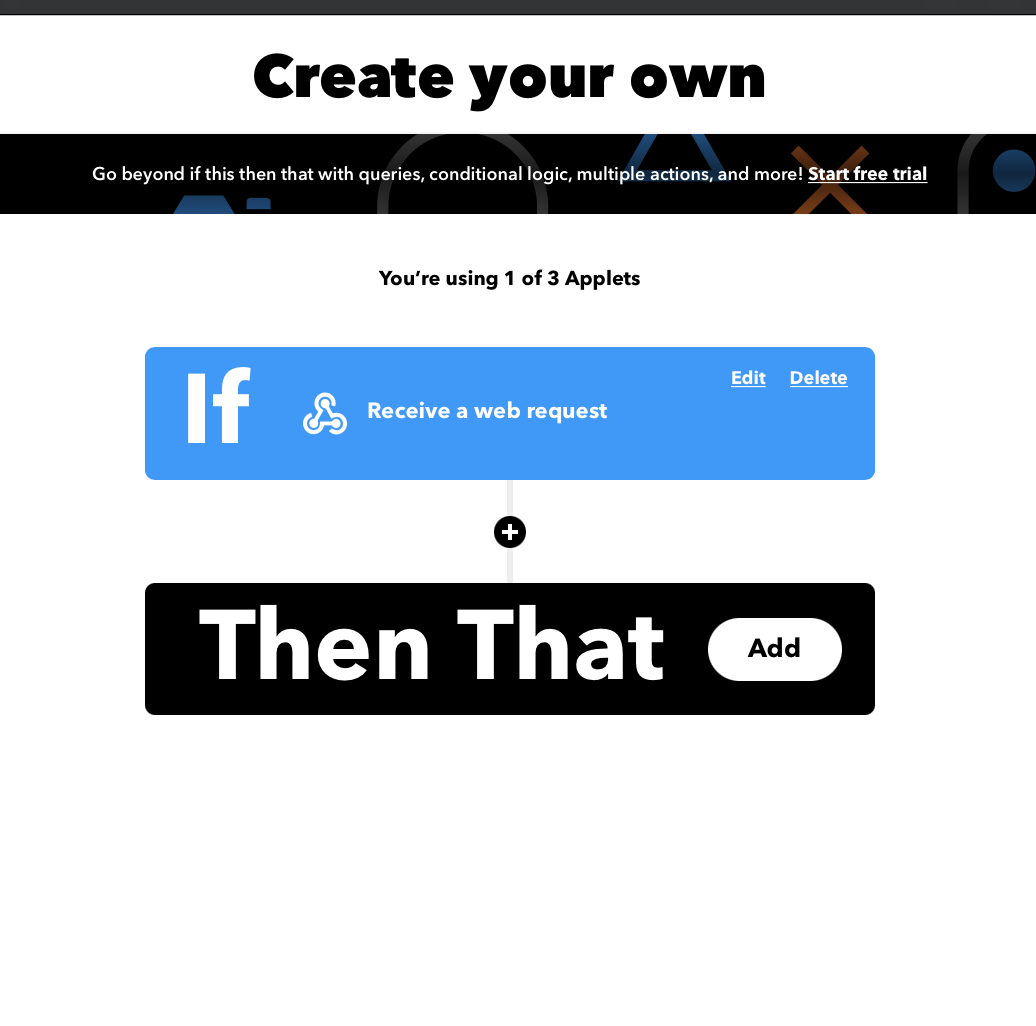 Create your own
Go beyond if this then that with queries, conditional logic, multiple actions, and more! Start free trial
You’re using 1 of 3 Applets
If
Receive a web request
Edit
Delete
Then That
Add